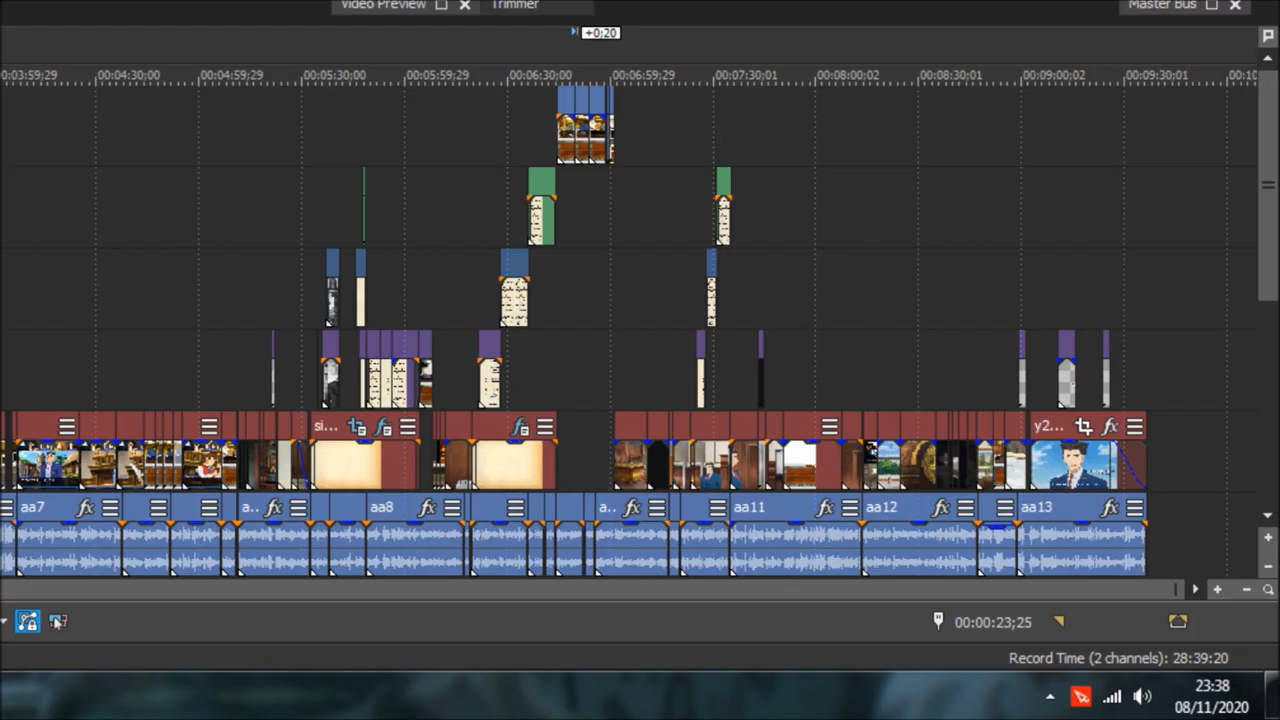 Video Preview
Trimmer
Master Bus
+0;20
0:03:59;29 00:04:30;00 00:04:59;29 00:05:30;00 00:05:59;29 00:06:30;00 00:06:59;29 00:07:30;01 00:08:00;02 00:08:30;01 00:09:00;02 00:09:30;01 00:10
si... y2...
aa7 a.. aa8 a.. aa11 aa12 aa13
00:00:23;25
Record Time (2 channels): 28:39:20
23:38
08/11/2020